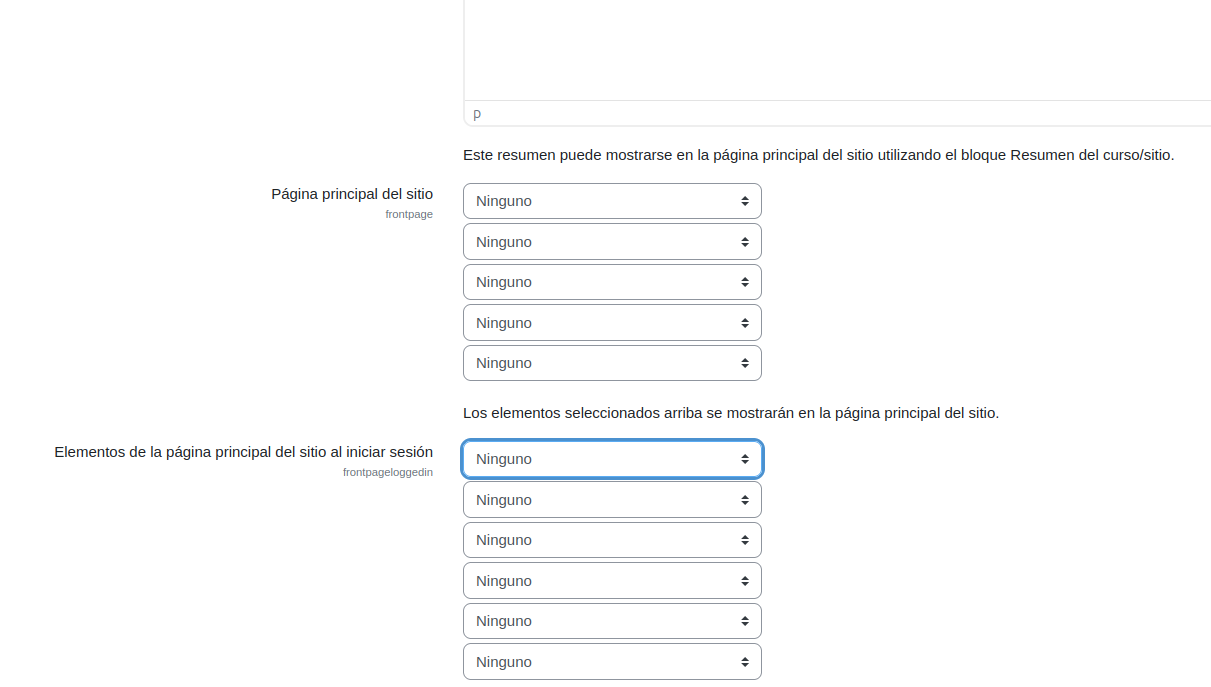 p
Este resumen puede mostrarse en la página principal del sitio utilizando el bloque Resumen del curso/sitio.
Página principal del sitio
frontpage
Ninguno
Ninguno
Ninguno
Ninguno
Ninguno
Los elementos seleccionados arriba se mostrarán en la página principal del sitio.
Elementos de la página principal del sitio al iniciar sesión
frontpageloggedin
Ninguno
Ninguno
Ninguno
Ninguno
Ninguno
Ninguno